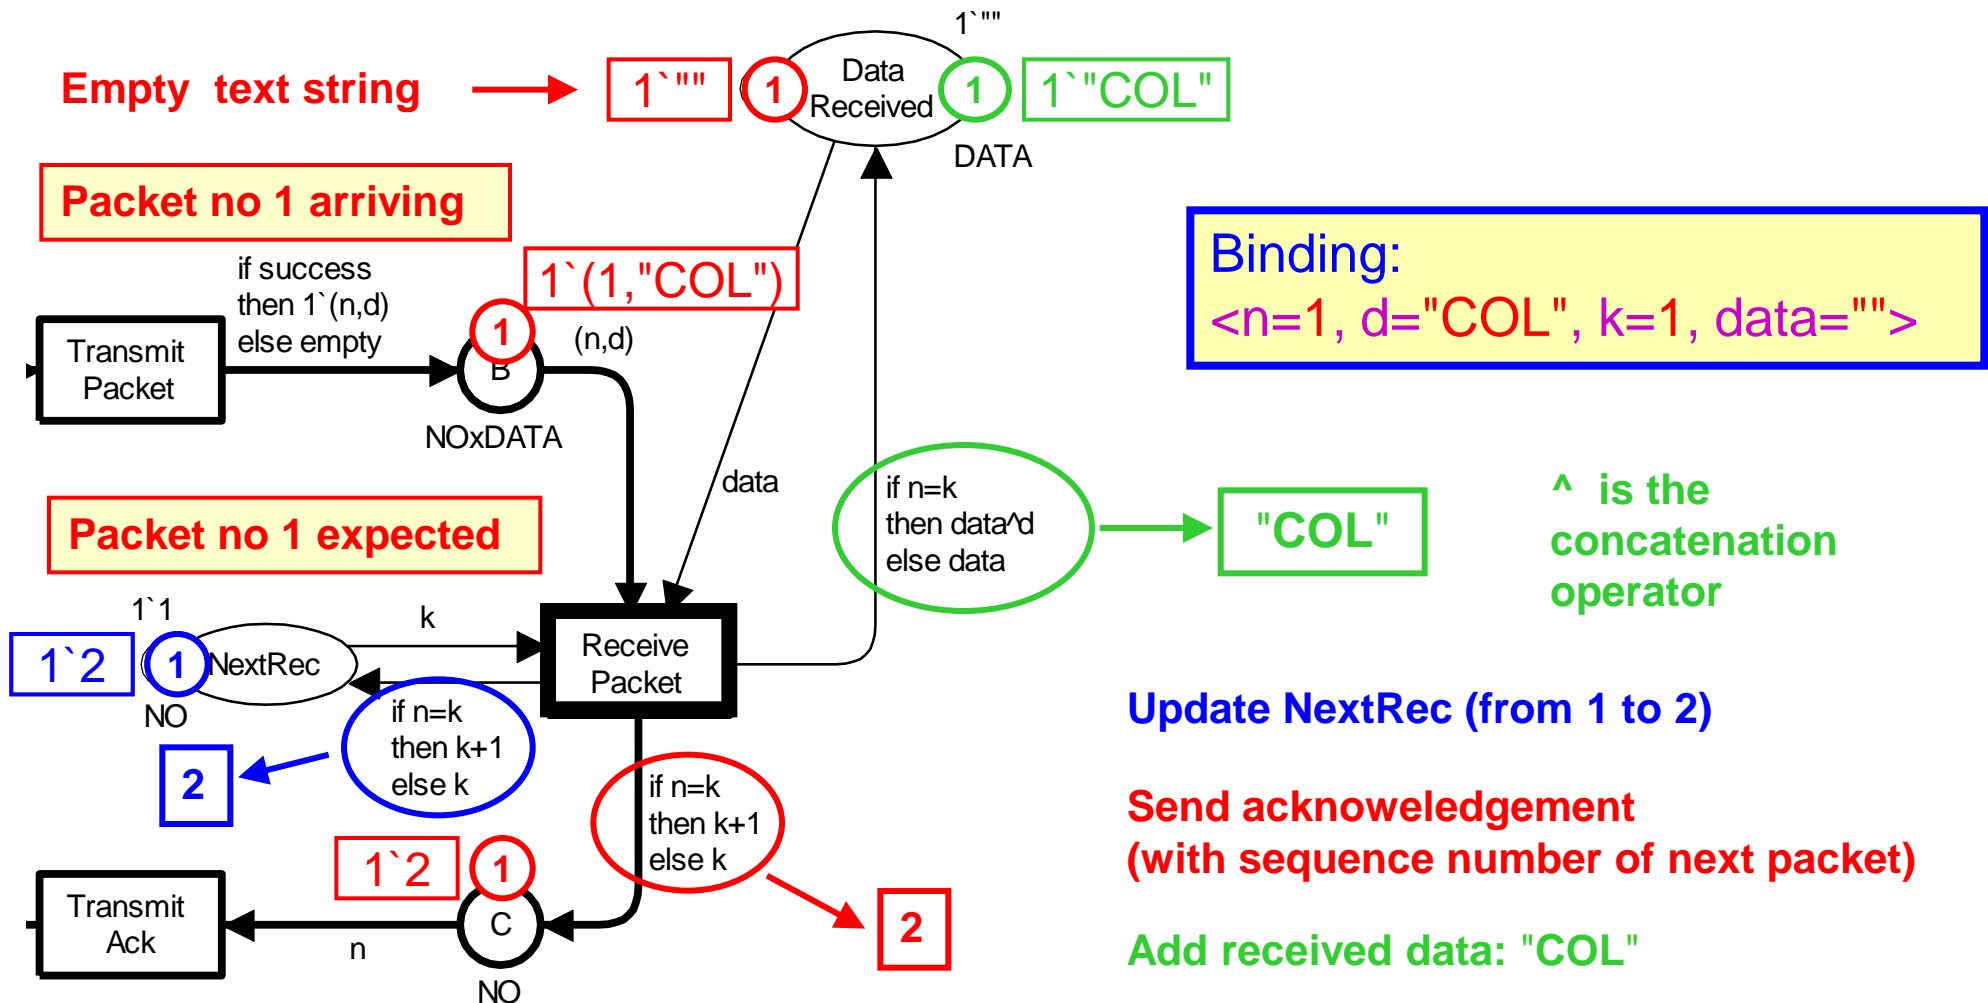 1`""
Empty  text string
1`""
1
Data
Received
1
1`"COL"
DATA
Packet no 1 arriving
if success
then 1`(n,d)
else empty
1`(1,"COL")
Binding:
<n=1, d="COL", k=1, data="">
Transmit
Packet
1
B
(n,d)
NOxDATA
data
if n=k
then data^d
else data
"COL"
^ is the
concatenation
operator
Packet no 1 expected
1`1
1`2
1
NextRec
NO
k
Receive
Packet
if n=k
then k+1
else k
2
if n=k
then k+1
else k
2
Update NextRec (from 1 to 2)
Send acknoweledgement
(with sequence number of next packet)
Add received data: "COL"
1`2
1
C
NO
n
Transmit
Ack